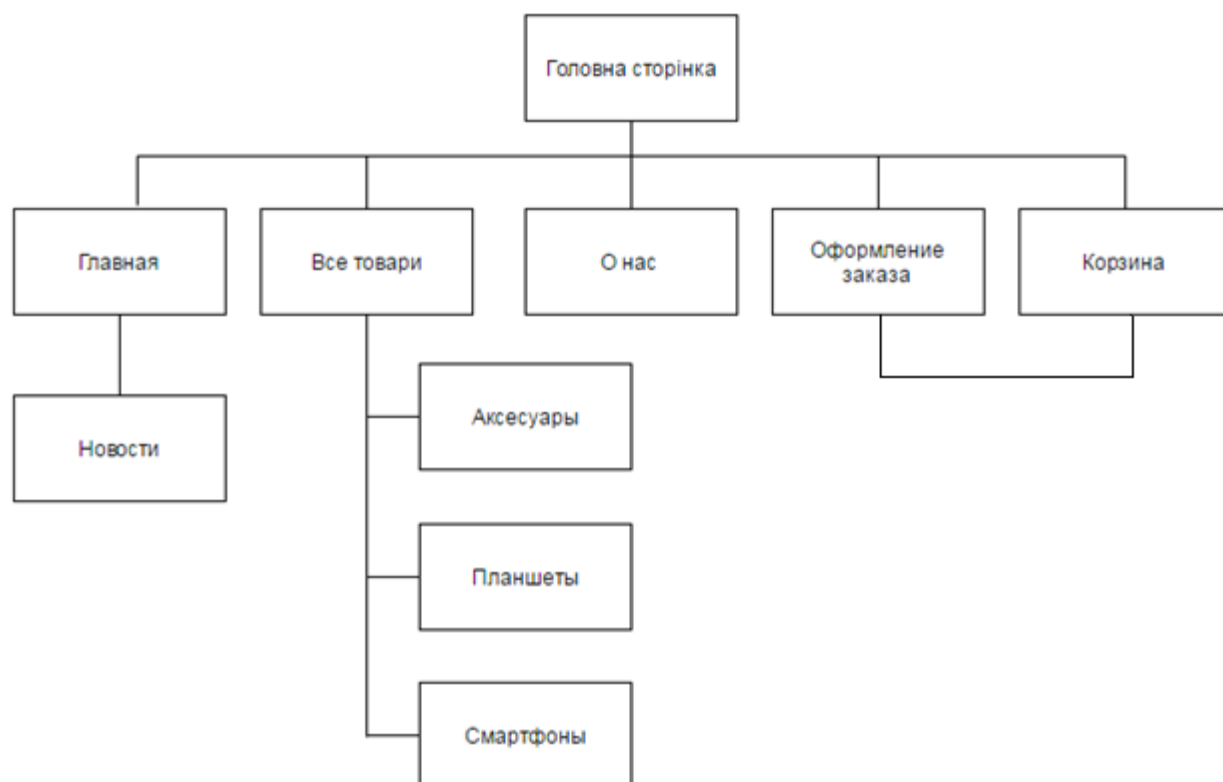 Головна сторінка
Главная
Все товари
О нас
Оформление
заказа
Корзина
Аксесуары
Новости
Планшеты
Смартфоны